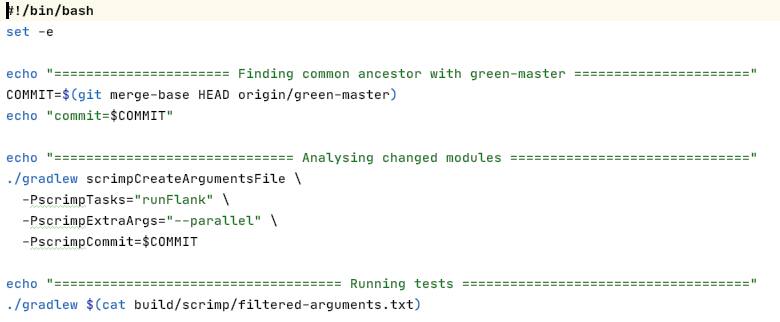 #!/bin/bash
set -e
echo "====================== Finding common ancestor with green-master ======================"
COMMIT=$(git merge-base HEAD origin/green-master)
echo "commit=$COMMIT"
echo "============================== Analysing changed modules =============================="
./gradlew scrimpCreateArgumentsFile \
  -PscrimpTasks="runFlank" \
  -PscrimpExtraArgs="--parallel" \
  -PscrimpCommit=$COMMIT
echo "==================================== Running tests ===================================="
./gradlew $(cat build/scrimp/filtered-arguments.txt)